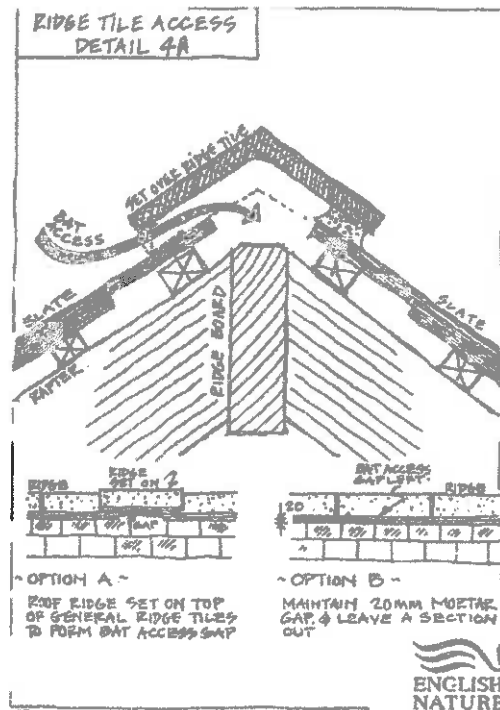 RIDGE TILE ACCESS
DETAIL 4A
SET OVER RIDGE TILE
BAT
ACCESS
SLATE
SLATE
RAFTER
RIDGE BOARD
RIDGE
RIDGE
SET ON
GAP
BAT ACCESS
GAP LEFT.
RIDGE
20
~ OPTION A ~
ROOF RIDGE SET ON TOP
OF GENERAL RIDGE TILES
TO FORM BAT ACCESS GAP
~ OPTION B ~
MAINTAIN 20mm MORTAR
GAP, & LEAVE A SECTION
OUT
ENGLISH
NATURE